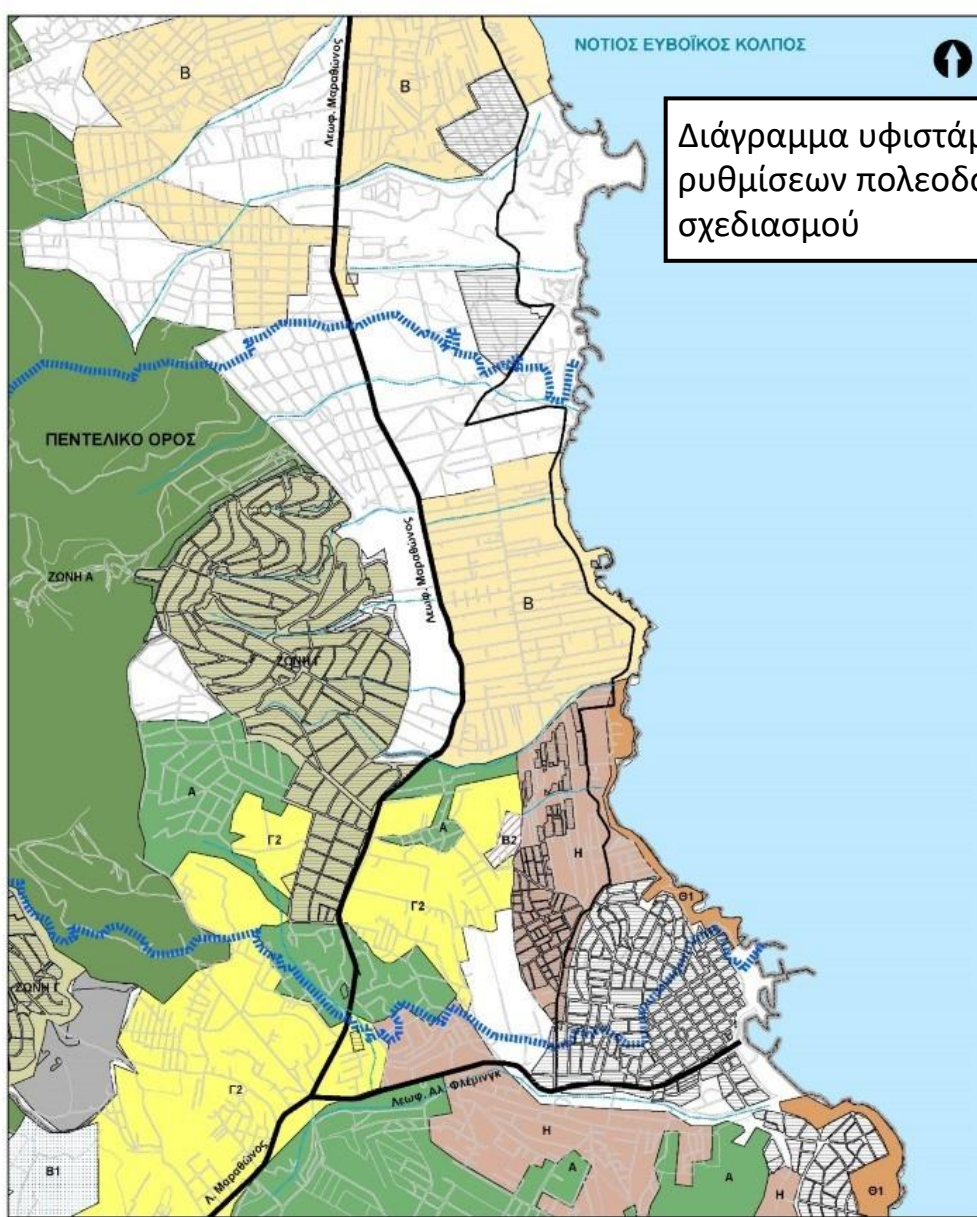 ΝΟΤΙΟΣ ΕΥΒΟΪΚΟΣ ΚΟΛΠΟΣ
Διάγραμμα υφιστάμ
ρυθμίσεων πολεοδο
σχεδιασμού
Β
Β
Λεωφ. Μαραθώνος
ΠΕΝΤΕΛΙΚΟ ΟΡΟΣ
Λεωφ. Μαραθώνος
ΖΩΝΗ Α
Β
ΖΩΝΗ Γ
Α
Γ2
Α
Β2
Η
Γ2
Θ1
ΖΩΝΗ Γ
Γ2
Λεωφ. Αλ. Φλέμινγκ
Η
Β1
Λ. Μαραθώνος
Α
Α
Η
Θ1